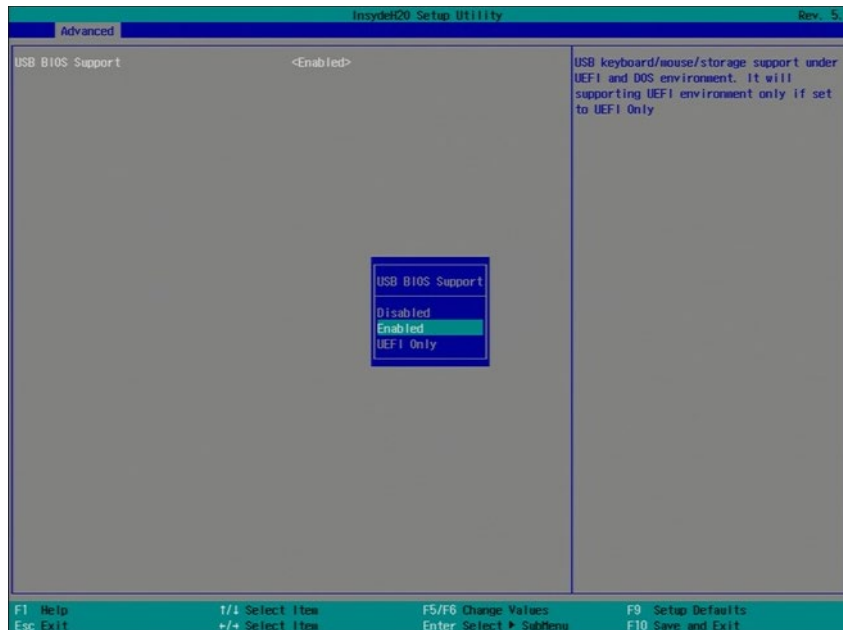 InsydeH20 Setup Utility Rev. 5.
Advanced
USB BIOS Support <Enabled>
USB keyboard/mouse/storage support under
UEFI and DOS environment. It will
supporting UEFI environment only if set
to UEFI Only
USB BIOS Support
Disabled
Enabled
UEFI Only
F1 Help ↑/↓ Select Item F5/F6 Change Values F9 Setup Defaults
Esc Exit ←/→ Select Item Enter Select ▶ SubMenu F10 Save and Exit